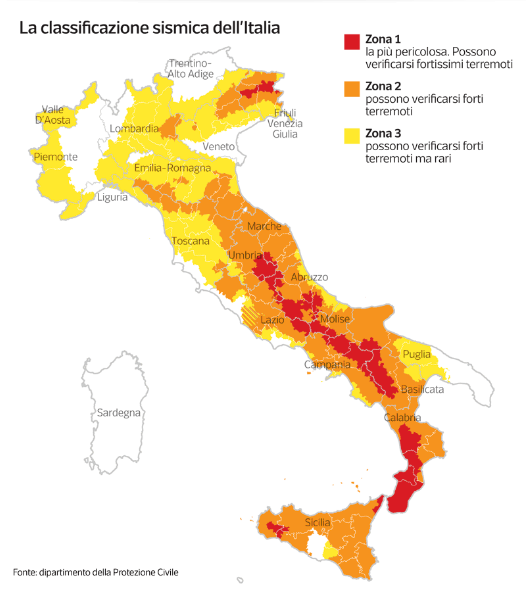 La classificazione sismica dell'Italia
Zona 1
la più pericolosa. Possono
verificarsi fortissimi terremoti
Zona 2
possono verificarsi forti
terremoti
Zona 3
possono verificarsi forti
terremoti ma rari
Trentino-
Alto Adige
Valle
D'Aosta
Friuli
Venezia
Giulia
Lombardia
Veneto
Piemonte
Emilia-Romagna
Liguria
Marche
Toscana
Umbria
Abruzzo
Lazio
Molise
Puglia
Campania
Basilicata
Sardegna
Calabria
Sicilia
Fonte: dipartimento della Protezione Civile